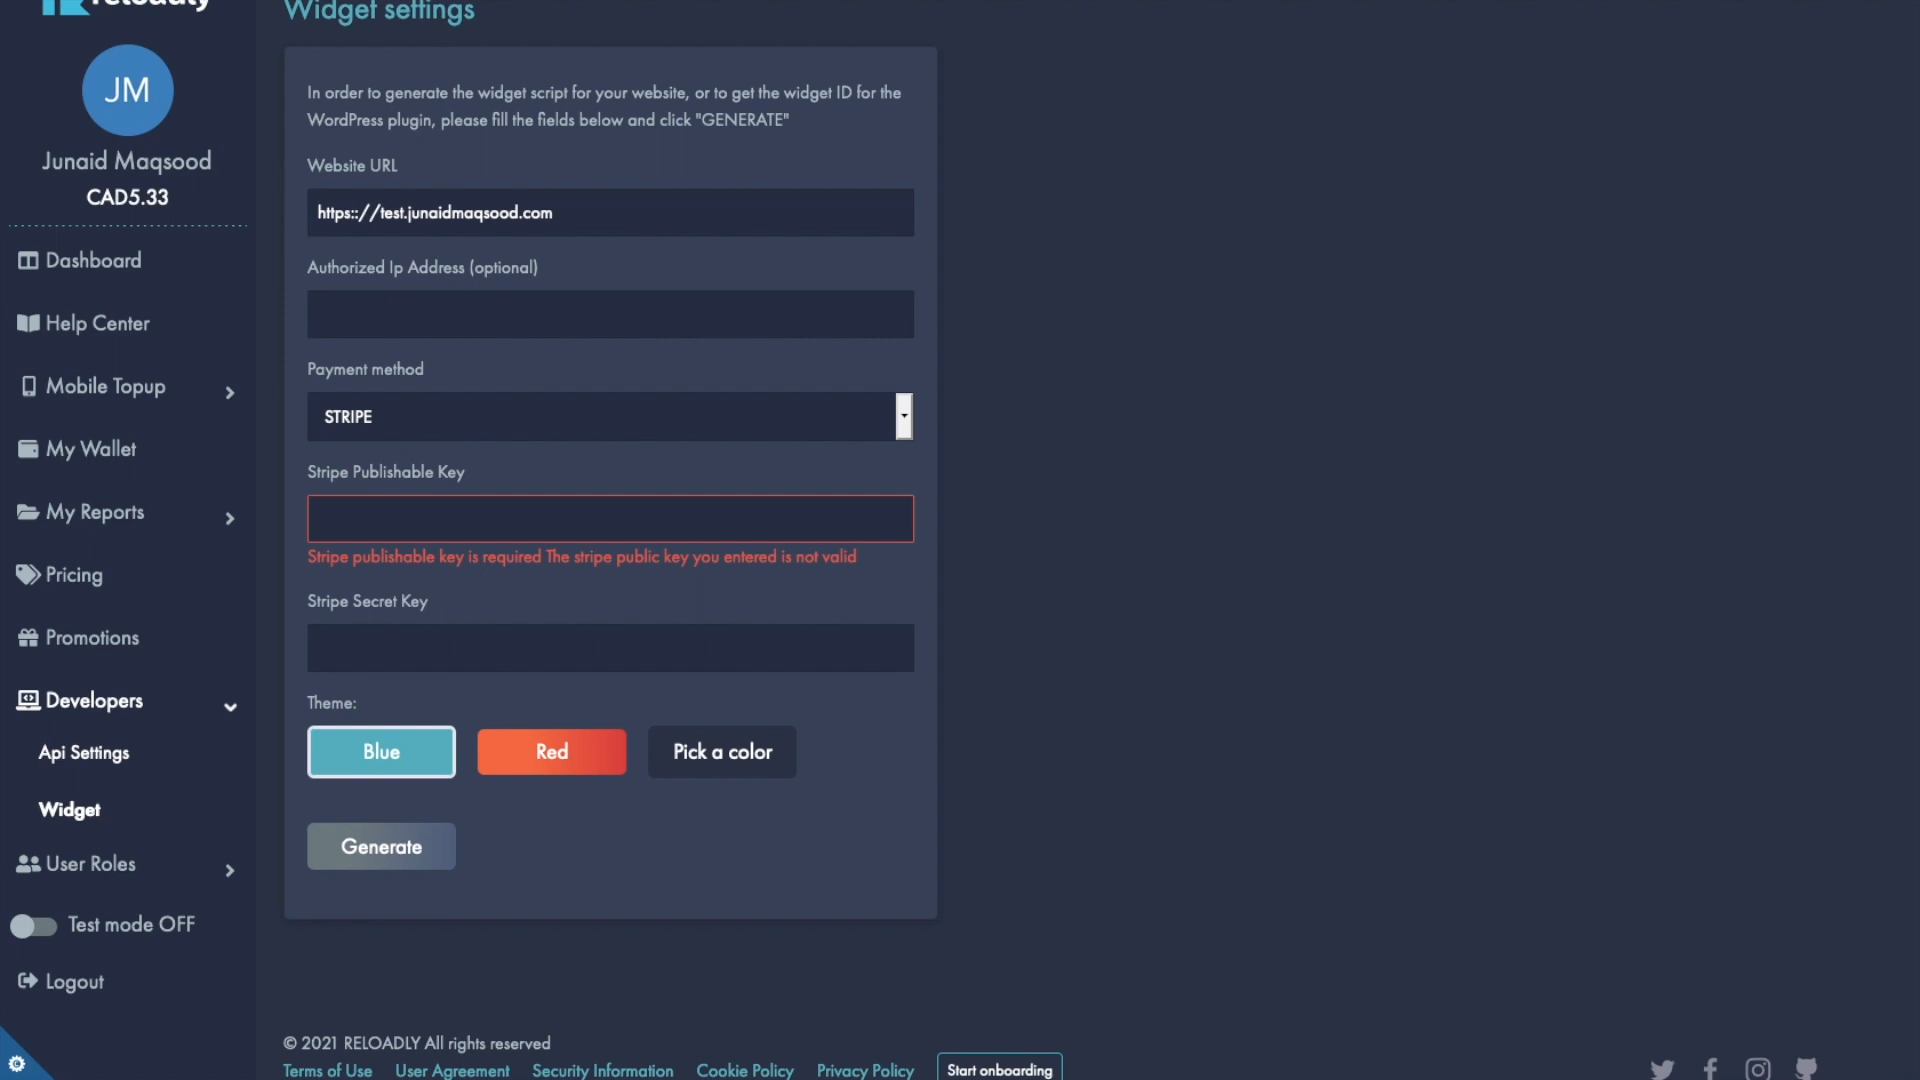 reloadly
JM
Junaid Maqsood
CAD5.33
Dashboard
Help Center
Mobile Topup
My Wallet
My Reports
Pricing
Promotions
Developers
Api Settings
Widget
User Roles
Test mode OFF
Logout
Widget settings
In order to generate the widget script for your website, or to get the widget ID for the
WordPress plugin, please fill the fields below and click "GENERATE"
Website URL
https:://test.junaidmaqsood.com
Authorized Ip Address (optional)
Payment method
STRIPE
Stripe Publishable Key
Stripe publishable key is required The stripe public key you entered is not valid
Stripe Secret Key
Theme:
Blue Red Pick a color
Generate
© 2021 RELOADLY All rights reserved
Terms of Use User Agreement Security Information Cookie Policy Privacy Policy Start onboarding